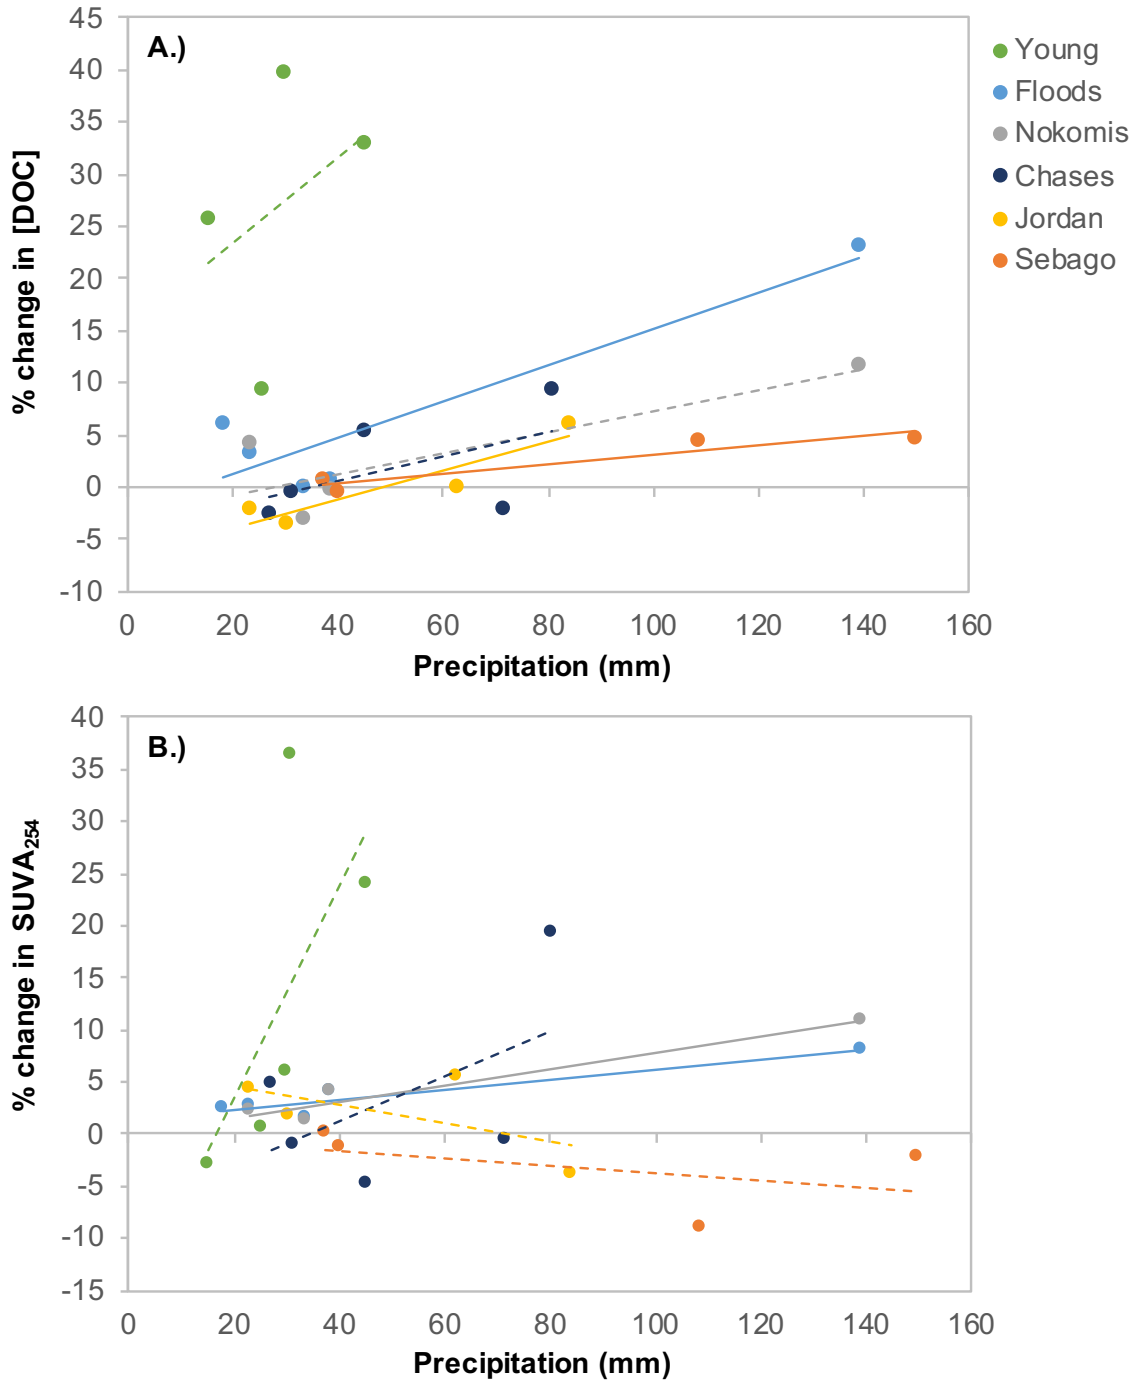 A.)
45
40
35
30
25
20
15
10
5
0
-5
-10
% change in [DOC]
0 20 40 60 80 100 120 140 160
Precipitation (mm)
Young
Floods
Nokomis
Chases
Jordan
Sebago
B.)
40
35
30
25
20
15
10
5
0
-5
-10
-15
% change in SUVA254
0 20 40 60 80 100 120 140 160
Precipitation (mm)